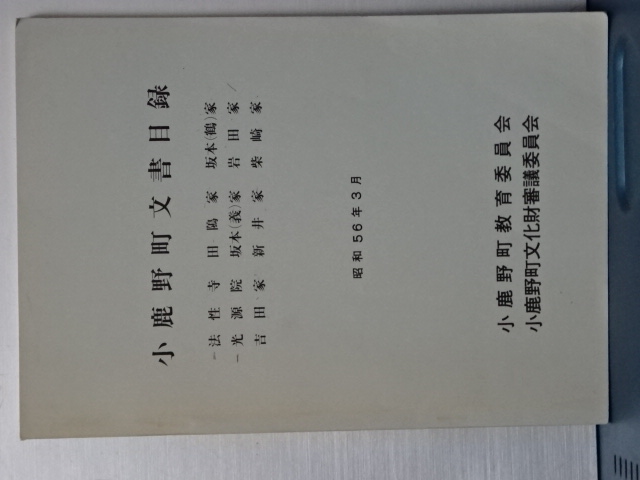 小鹿野町文書目録
法性寺 田隝家 坂本(鶴)家
光源院 坂本(義)家 岩田家
吉田家 新井家 柴崎家
昭和56年3月
小鹿野町教育委員会
小鹿野町文化財審議委員会